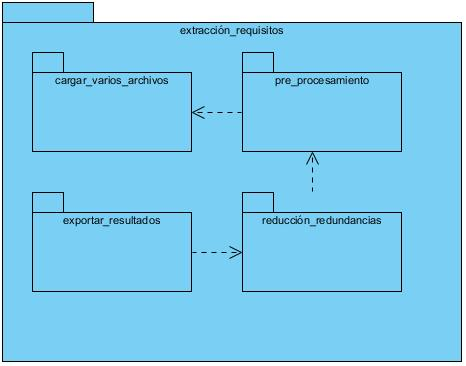 extracción_requisitos
cargar_varios_archivos
pre_procesamiento
exportar_resultados
reducción_redundancias